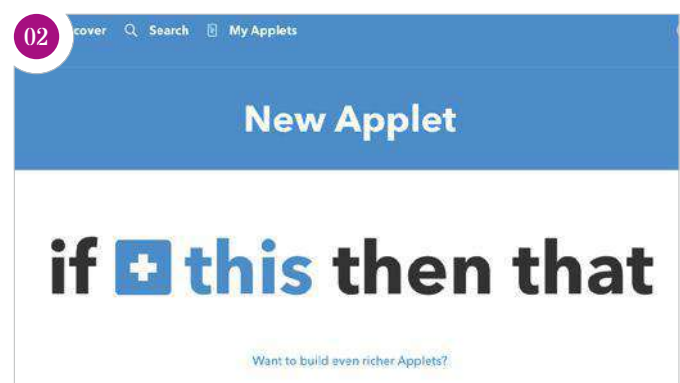 02
cover Search My Applets
New Applet
if + this then that
Want to build even richer Applets?